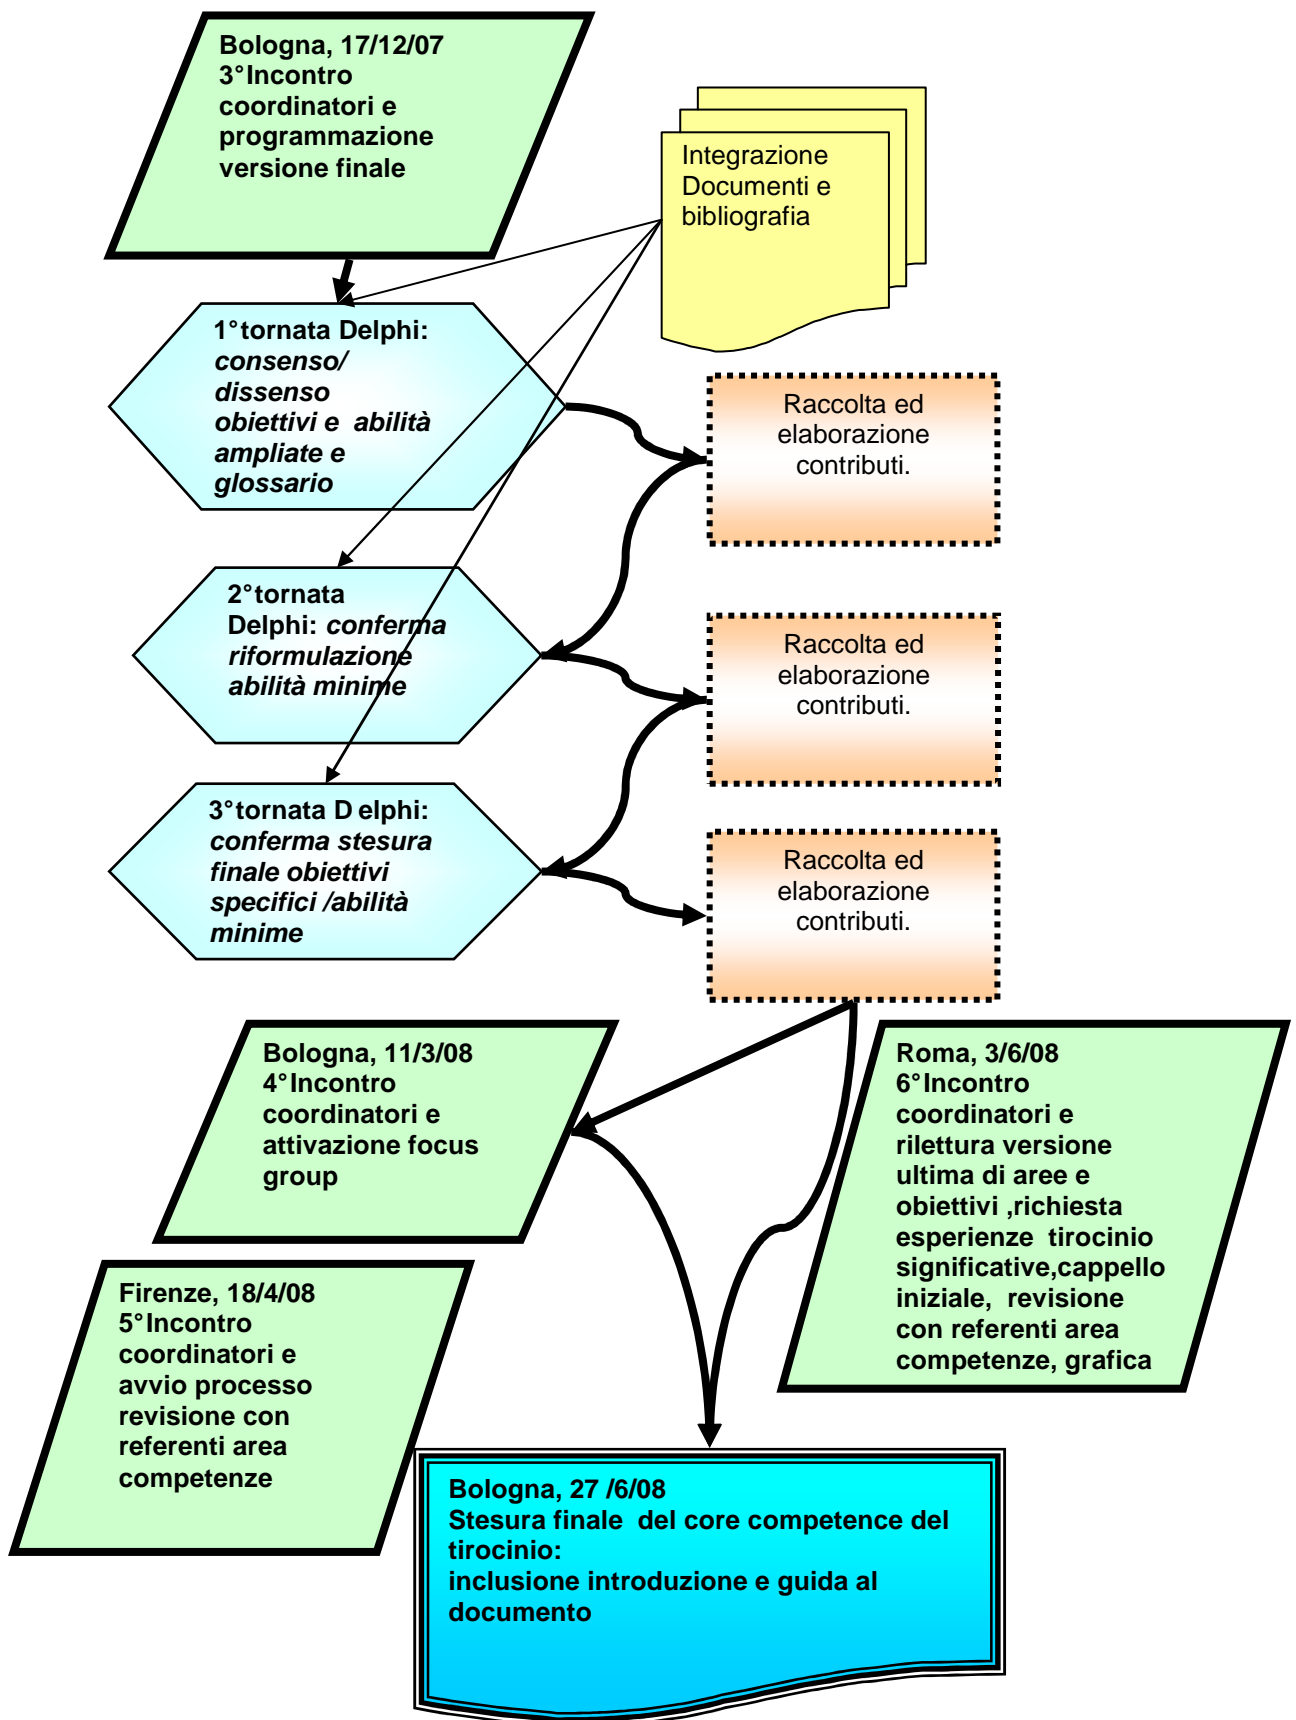 Bologna, 17/12/07
3°Incontro
coordinatori e
programmazione
versione finale
Integrazione
Documenti e
bibliografia
1°tornata Delphi:
consenso/
dissenso
obiettivi e abilità
ampliate e
glossario
Raccolta ed
elaborazione
contributi.
2°tornata
Delphi: conferma
riformulazione
abilità minime
Raccolta ed
elaborazione
contributi.
3°tornata D elphi:
conferma stesura
finale obiettivi
specifici /abilità
minime
Raccolta ed
elaborazione
contributi.
Bologna, 11/3/08
4°Incontro
coordinatori e
attivazione focus
group
Roma, 3/6/08
6°Incontro
coordinatori e
rilettura versione
ultima di aree e
obiettivi ,richiesta
esperienze tirocinio
significative,cappello
iniziale, revisione
con referenti area
competenze, grafica
Firenze, 18/4/08
5°Incontro
coordinatori e
avvio processo
revisione con
referenti area
competenze
Bologna, 27 /6/08
Stesura finale del core competence del
tirocinio:
inclusione introduzione e guida al
documento